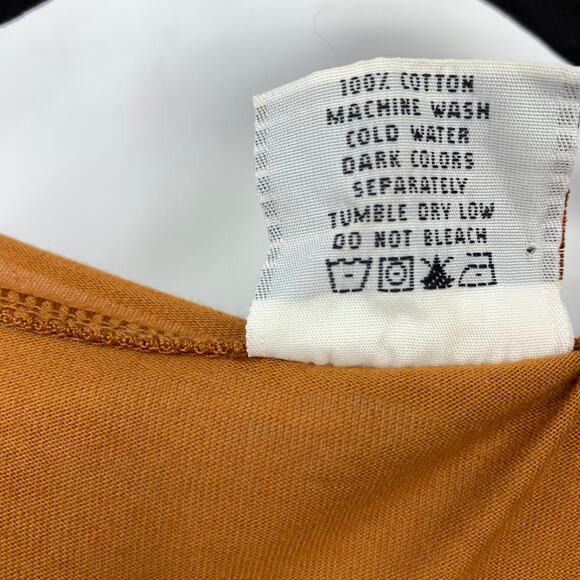 100% COTTON
MACHINE WASH
COLD WATER
DARK COLORS
SEPARATELY
TUMBLE DRY LOW
DO NOT BLEACH